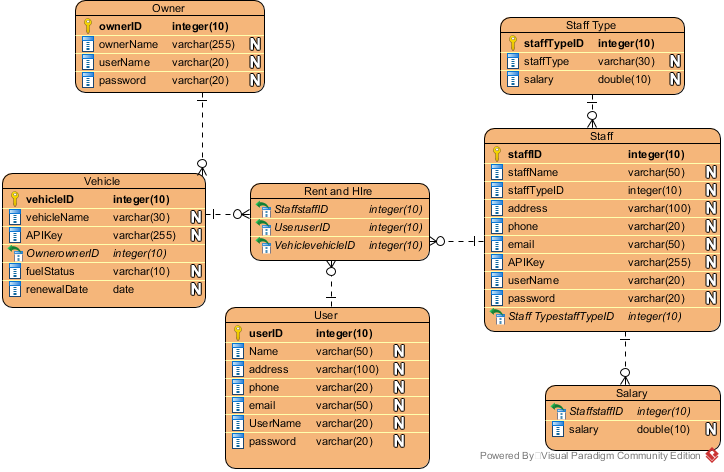 Owner
ownerID integer(10)
ownerName varchar(255) N
userName varchar(20) N
password varchar(20) N
Staff Type
staffTypeID integer(10)
staffType varchar(30) N
salary double(10) N
Staff
staffID integer(10)
staffName varchar(50) N
staffTypeID integer(10) N
address varchar(100) N
phone varchar(20) N
email varchar(50) N
APIKey varchar(255) N
userName varchar(20) N
password varchar(20) N
Staff TypestaffTypeID integer(10)
Vehicle
vehicleID integer(10)
vehicleName varchar(30) N
APIKey varchar(255) N
OwnerownerID integer(10)
fuelStatus varchar(10) N
renewalDate date N
Rent and HIre
StaffstaffID integer(10)
UseruserID integer(10)
VehiclevehicleID integer(10)
User
userID integer(10)
Name varchar(50) N
address varchar(100) N
phone varchar(20) N
email varchar(50) N
UserName varchar(20) N
password varchar(20) N
Salary
StaffstaffID integer(10)
salary double(10) N
Powered By Visual Paradigm Community Edition